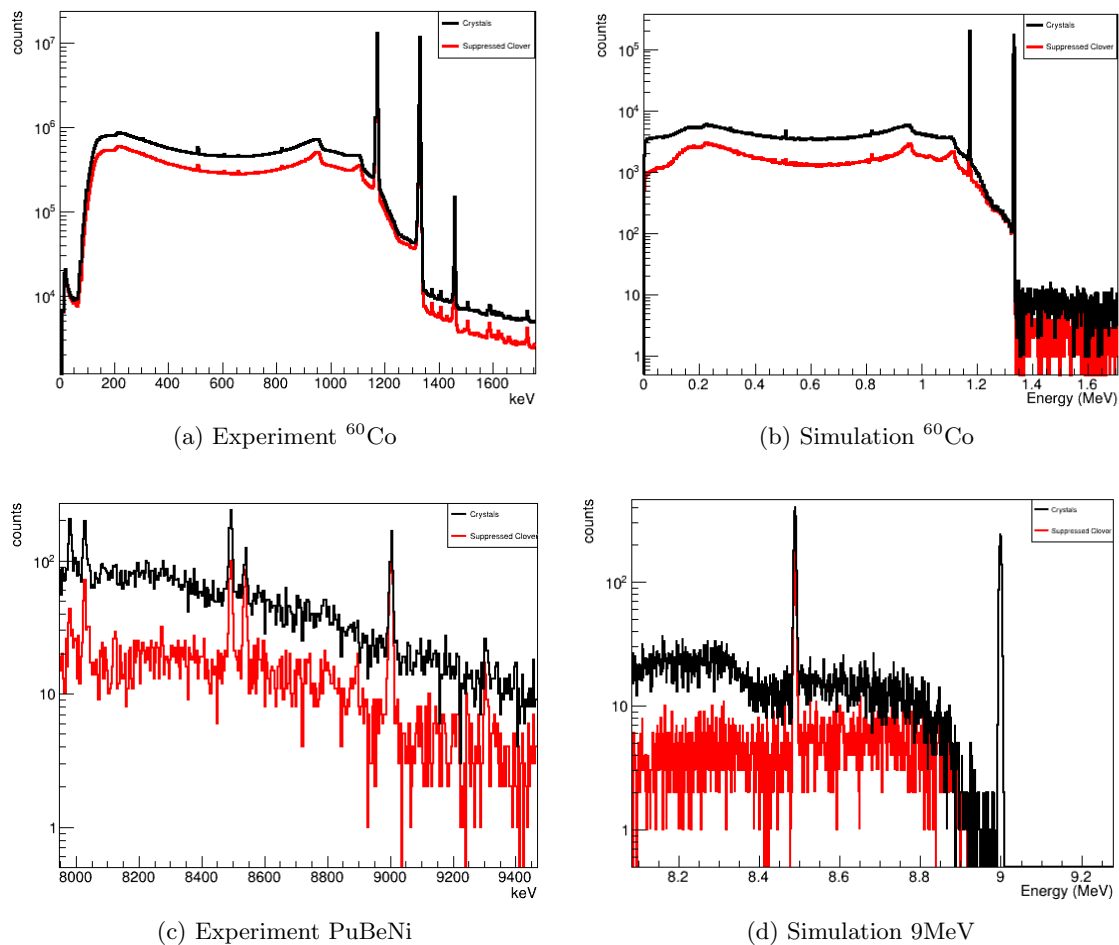 counts
10⁷
10⁶
10⁵
10⁴
Crystals
Suppressed Clover
0 200 400 600 800 1000 1200 1400 1600
keV
(a) Experiment ⁶⁰Co
counts
10⁵
10⁴
10³
10²
10
1
Crystals
Suppressed Clover
0 0.2 0.4 0.6 0.8 1 1.2 1.4 1.6
Energy (MeV)
(b) Simulation ⁶⁰Co
counts
10²
10
1
Crystals
Suppressed Clover
8000 8200 8400 8600 8800 9000 9200 9400
keV
(c) Experiment PuBeNi
counts
10²
10
1
Crystals
Suppressed Clover
8.2 8.4 8.6 8.8 9 9.2
Energy (MeV)
(d) Simulation 9MeV